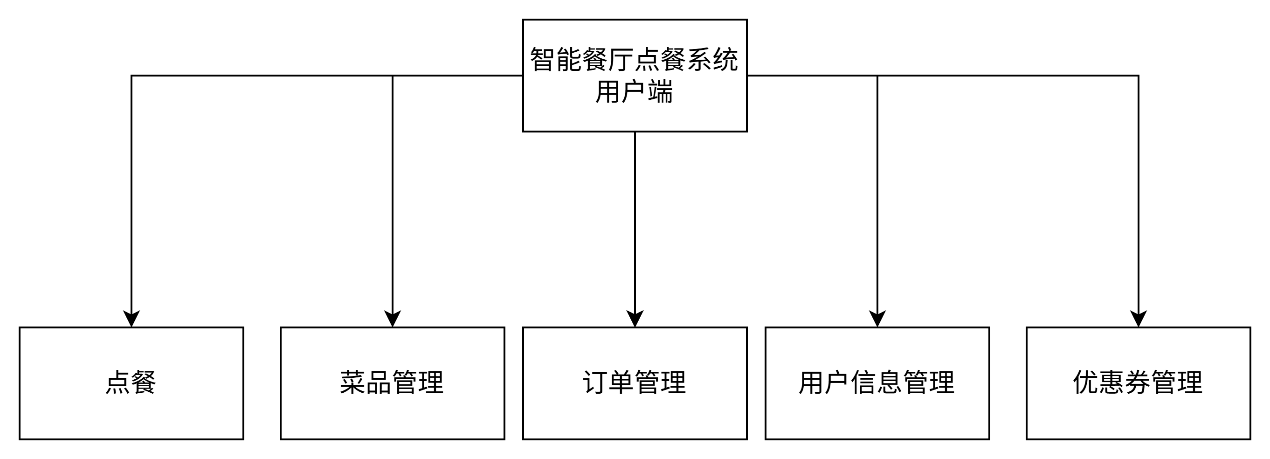 智能餐厅点餐系统
用户端
点餐
菜品管理
订单管理
用户信息管理
优惠券管理